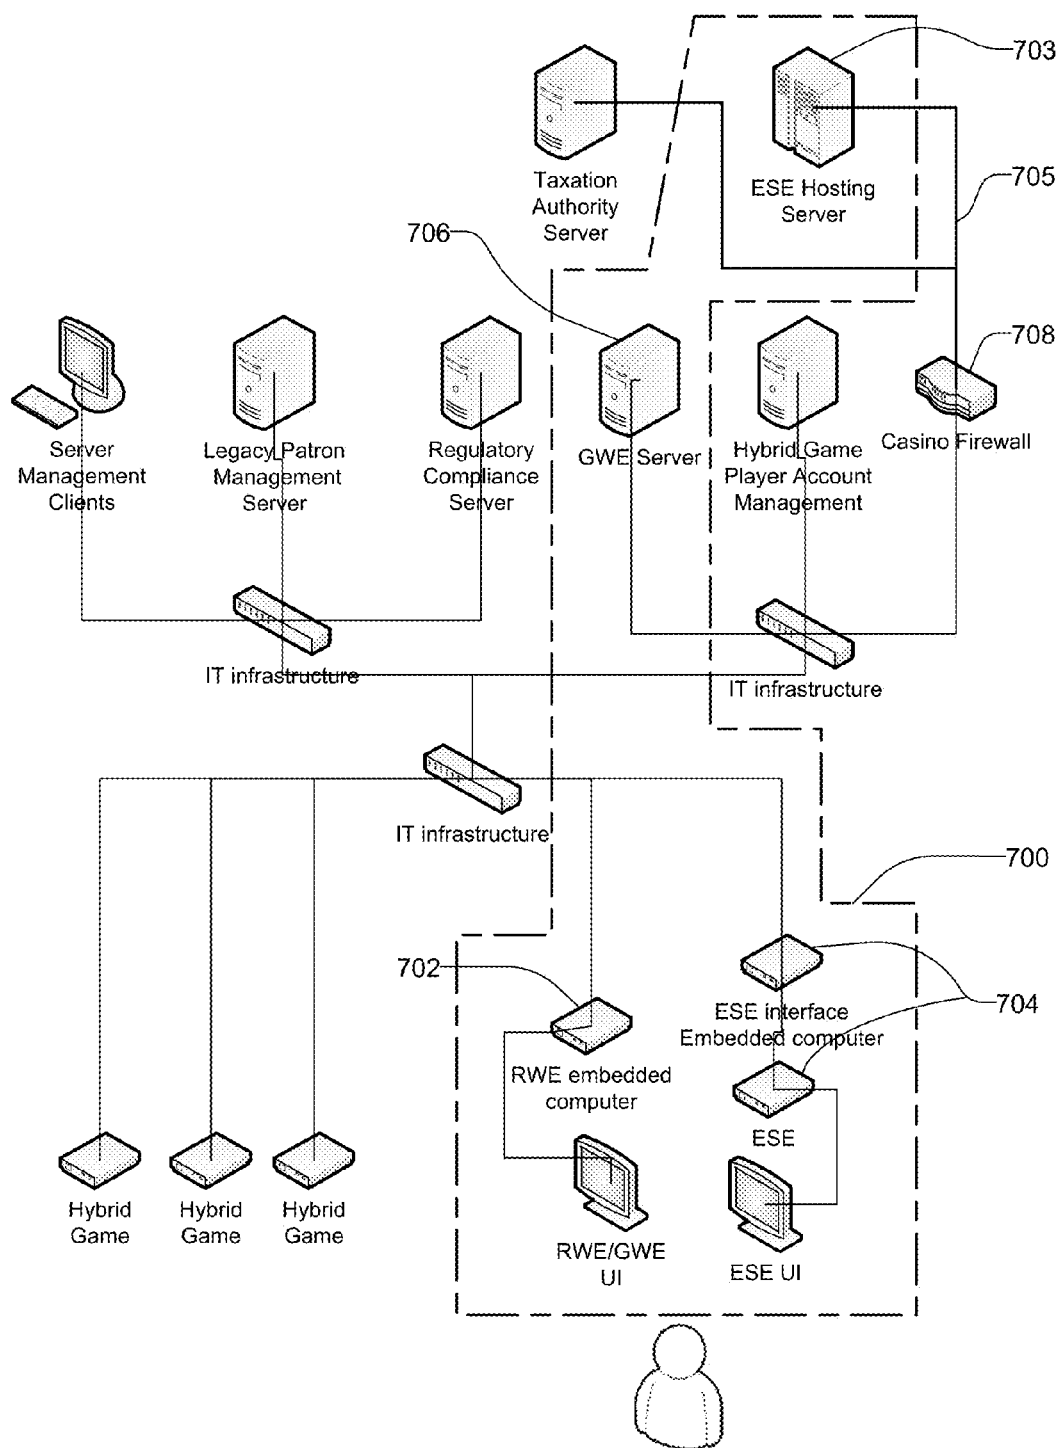 703
Taxation
Authority
Server
ESE Hosting
Server
705
706
708
Server
Management
Clients
Legacy Patron
Management
Server
Regulatory
Compliance
Server
GWE Server
Hybrid Game
Player Account
Management
Casino Firewall
IT infrastructure
IT infrastructure
IT infrastructure
700
702
ESE interface
Embedded computer
704
RWE embedded
computer
ESE
Hybrid
Game
Hybrid
Game
Hybrid
Game
RWE/GWE
UI
ESE UI